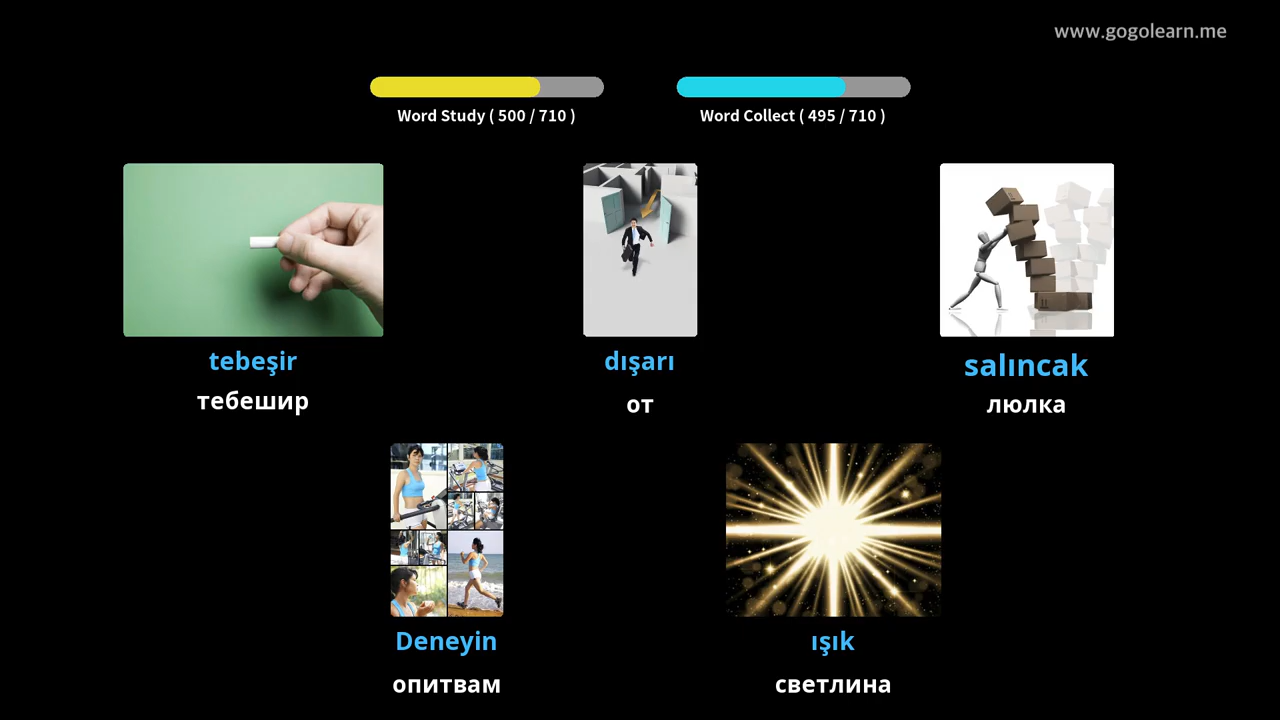 www.gogolearn.me
Word Study ( 500 / 710 )
Word Collect ( 495 / 710 )
tebeşir
тебешир
dışarı
от
salıncak
люлка
Deneyin
опитвам
ışık
светлина